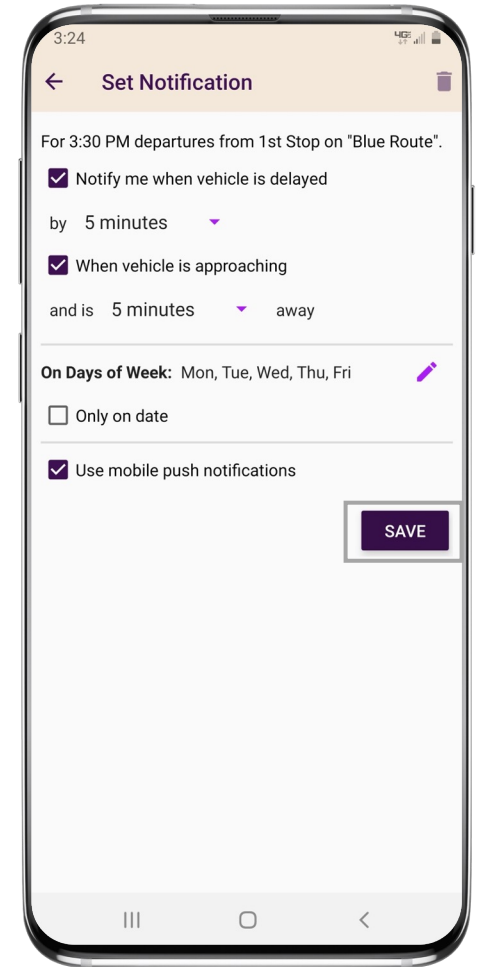 3:24
4GE
Set Notification
For 3:30 PM departures from 1st Stop on "Blue Route".
Notify me when vehicle is delayed
by 5 minutes
When vehicle is approaching
and is 5 minutes away
On Days of Week: Mon, Tue, Wed, Thu, Fri
Only on date
Use mobile push notifications
SAVE